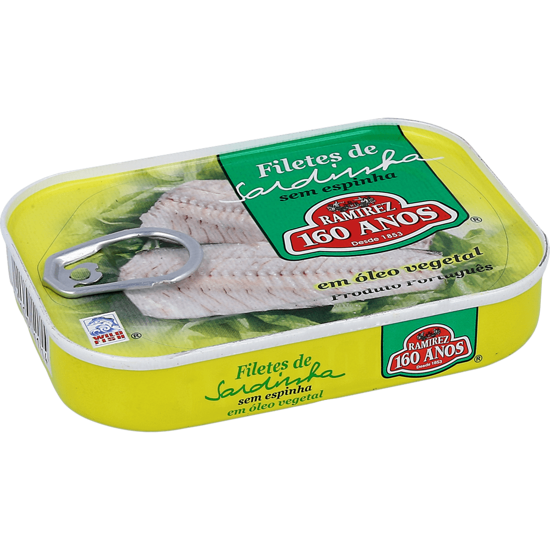 Filetes de
Sardinha
sem espinha
RAMIREZ
160 ANOS
Desde 1853
®
em óleo vegetal
Produto Português
WILD
FISH
®
Filetes de
Sardinha
sem espinha
em óleo vegetal
RAMIREZ
160 ANOS
Desde 1853
®